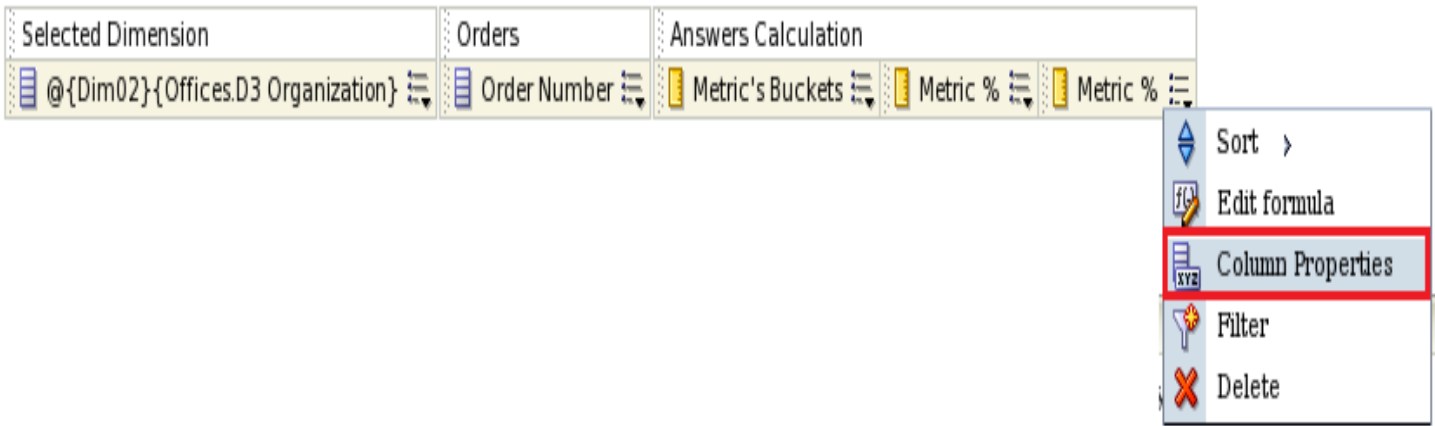 Selected Dimension Orders Answers Calculation
@{Dim02}{Offices.D3 Organization} Order Number Metric's Buckets Metric % Metric %
Sort
Edit formula
Column Properties
Filter
Delete